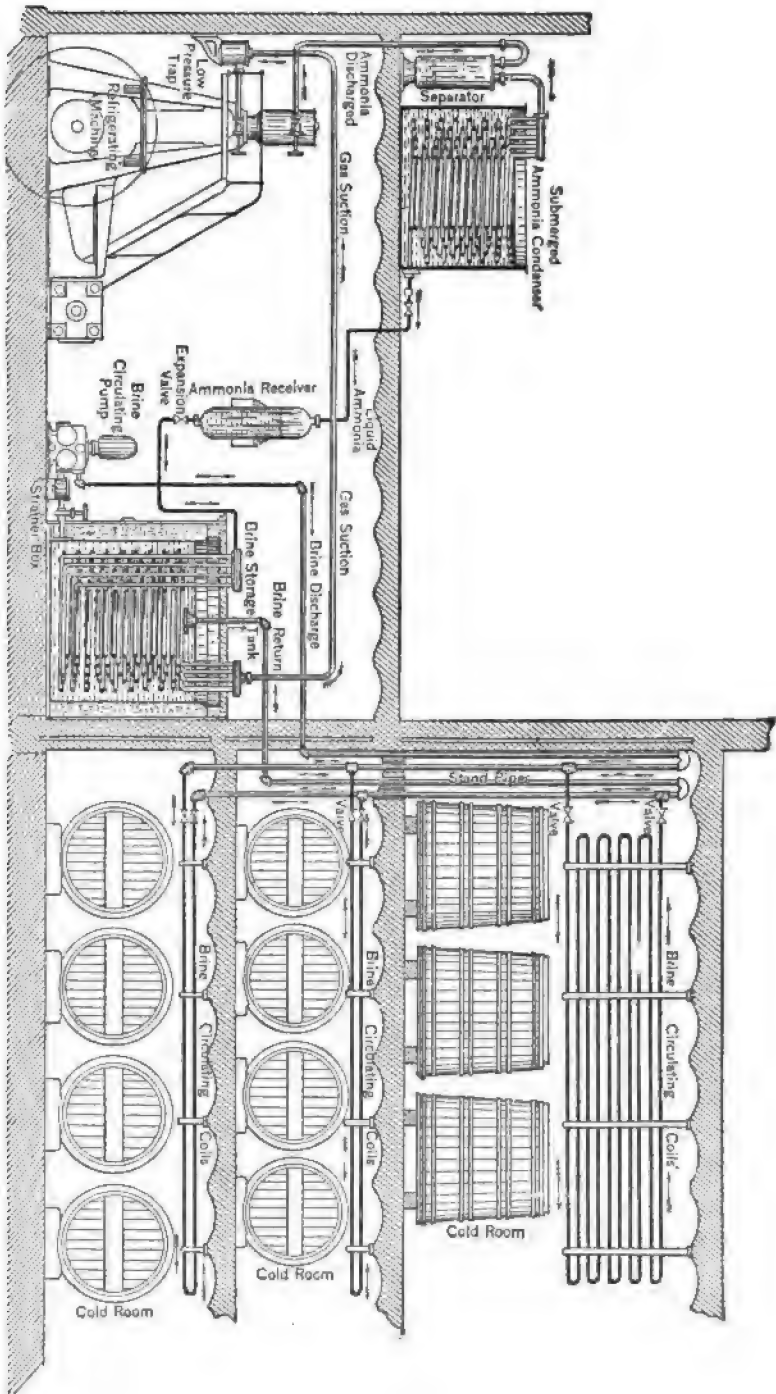 Low
Pressure
Trap
Refrigerating
Machine
Ammonia
Discharged
Gas Suction
Separator
Submerged
Ammonia Condenser
Ammonia Receiver
Liquid
Ammonia
Expansion
Valve
Brine
Circulating
Pump
Strainer Box
Gas Suction
Brine Discharge
Brine Return
Brine Storage Tank
Stand Pipes
Valve
Valve
Valve
Brine Circulating Coils
Brine Circulating Coils
Brine Circulating Coils
Cold Room
Cold Room
Cold Room